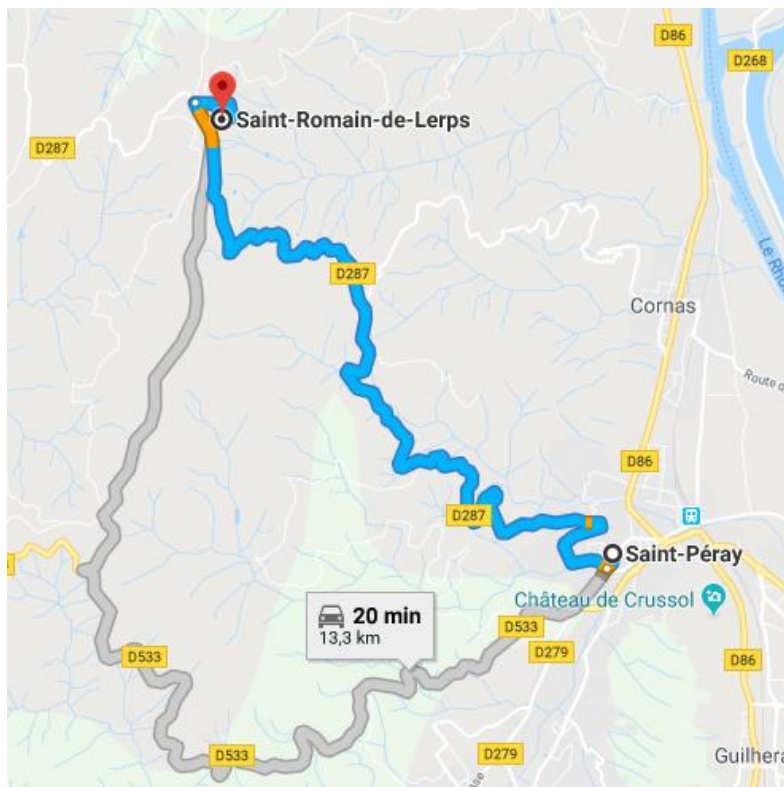 D86
D268
Saint-Romain-de-Lerps
D287
Le Rhô
D287
Cornas
Route d
D86
D287
Saint-Péray
Château de Crussol
20 min
13,3 km
D533
D279
D533
D86
D533
D279
Guilhera